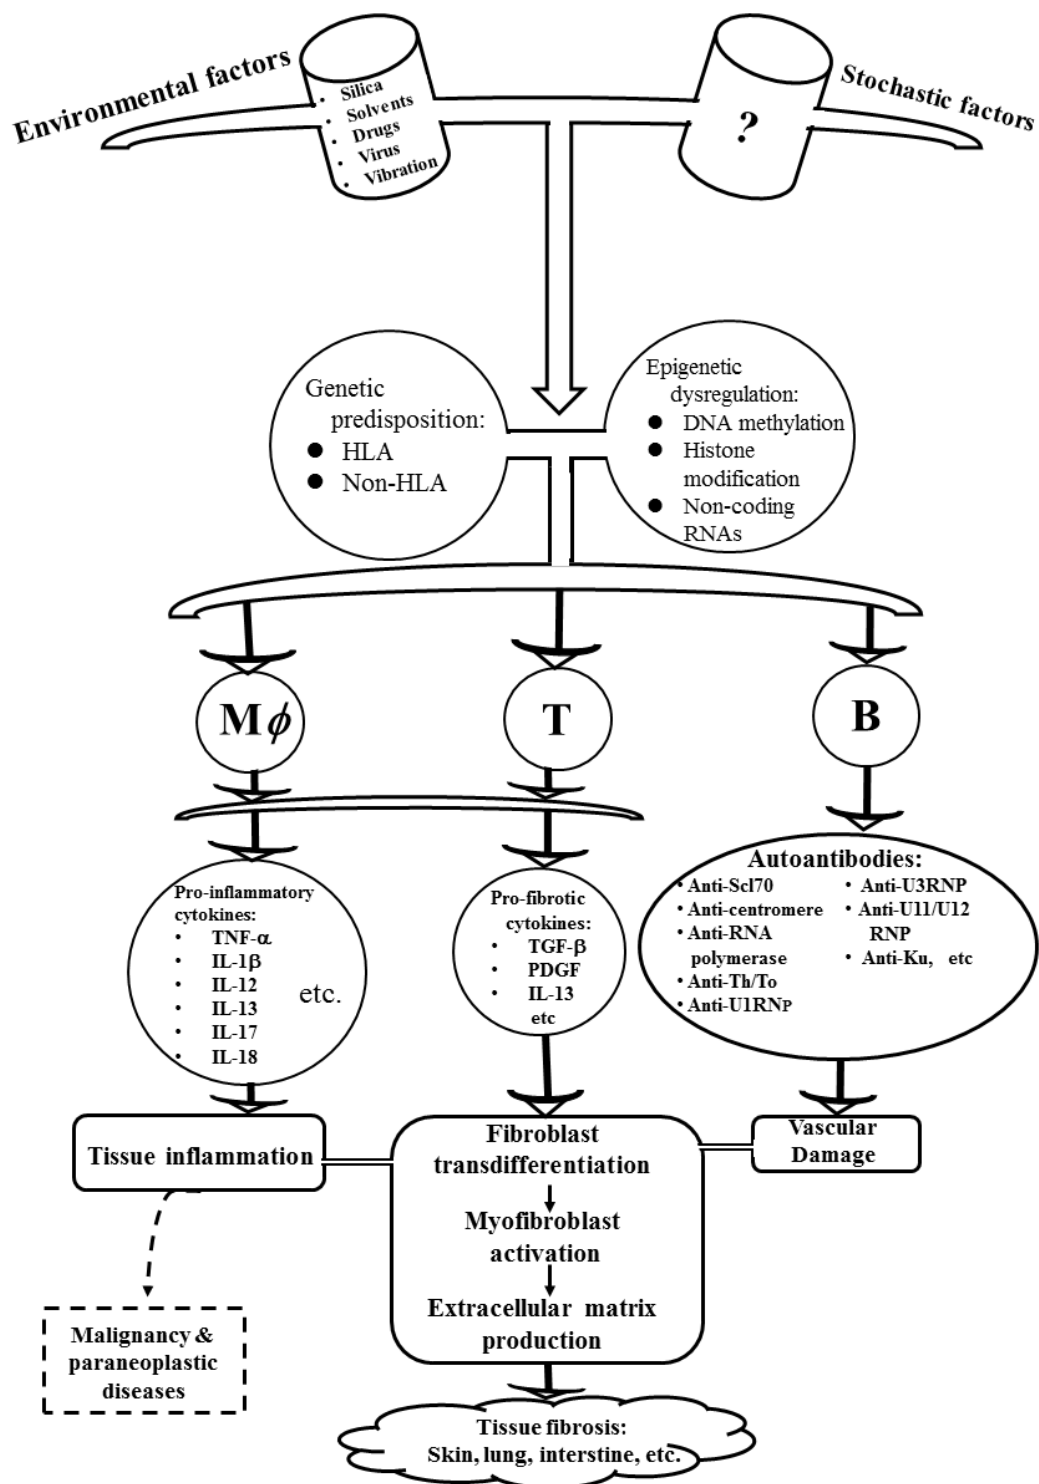 Environmental factors
• Silica
• Solvents
• Drugs
• Virus
• Vibration
?
Stochastic factors
Genetic
predisposition:
● HLA
● Non-HLA
Epigenetic
dysregulation:
● DNA methylation
● Histone
modification
● Non-coding
RNAs
Mϕ
T
B
Pro-inflammatory
cytokines:
• TNF-α
• IL-1β
• IL-12
• IL-13
• IL-17
• IL-18
etc.
Pro-fibrotic
cytokines:
• TGF-β
• PDGF
• IL-13
etc
Autoantibodies:
• Anti-Scl70
• Anti-centromere
• Anti-RNA
polymerase
• Anti-Th/To
• Anti-U1RNP
• Anti-U3RNP
• Anti-U11/U12
RNP
• Anti-Ku, etc
Tissue inflammation
Fibroblast
transdifferentiation
Myofibroblast
activation
Extracellular matrix
production
Vascular
Damage
Malignancy &
paraneoplastic
diseases
Tissue fibrosis:
Skin, lung, interstine, etc.